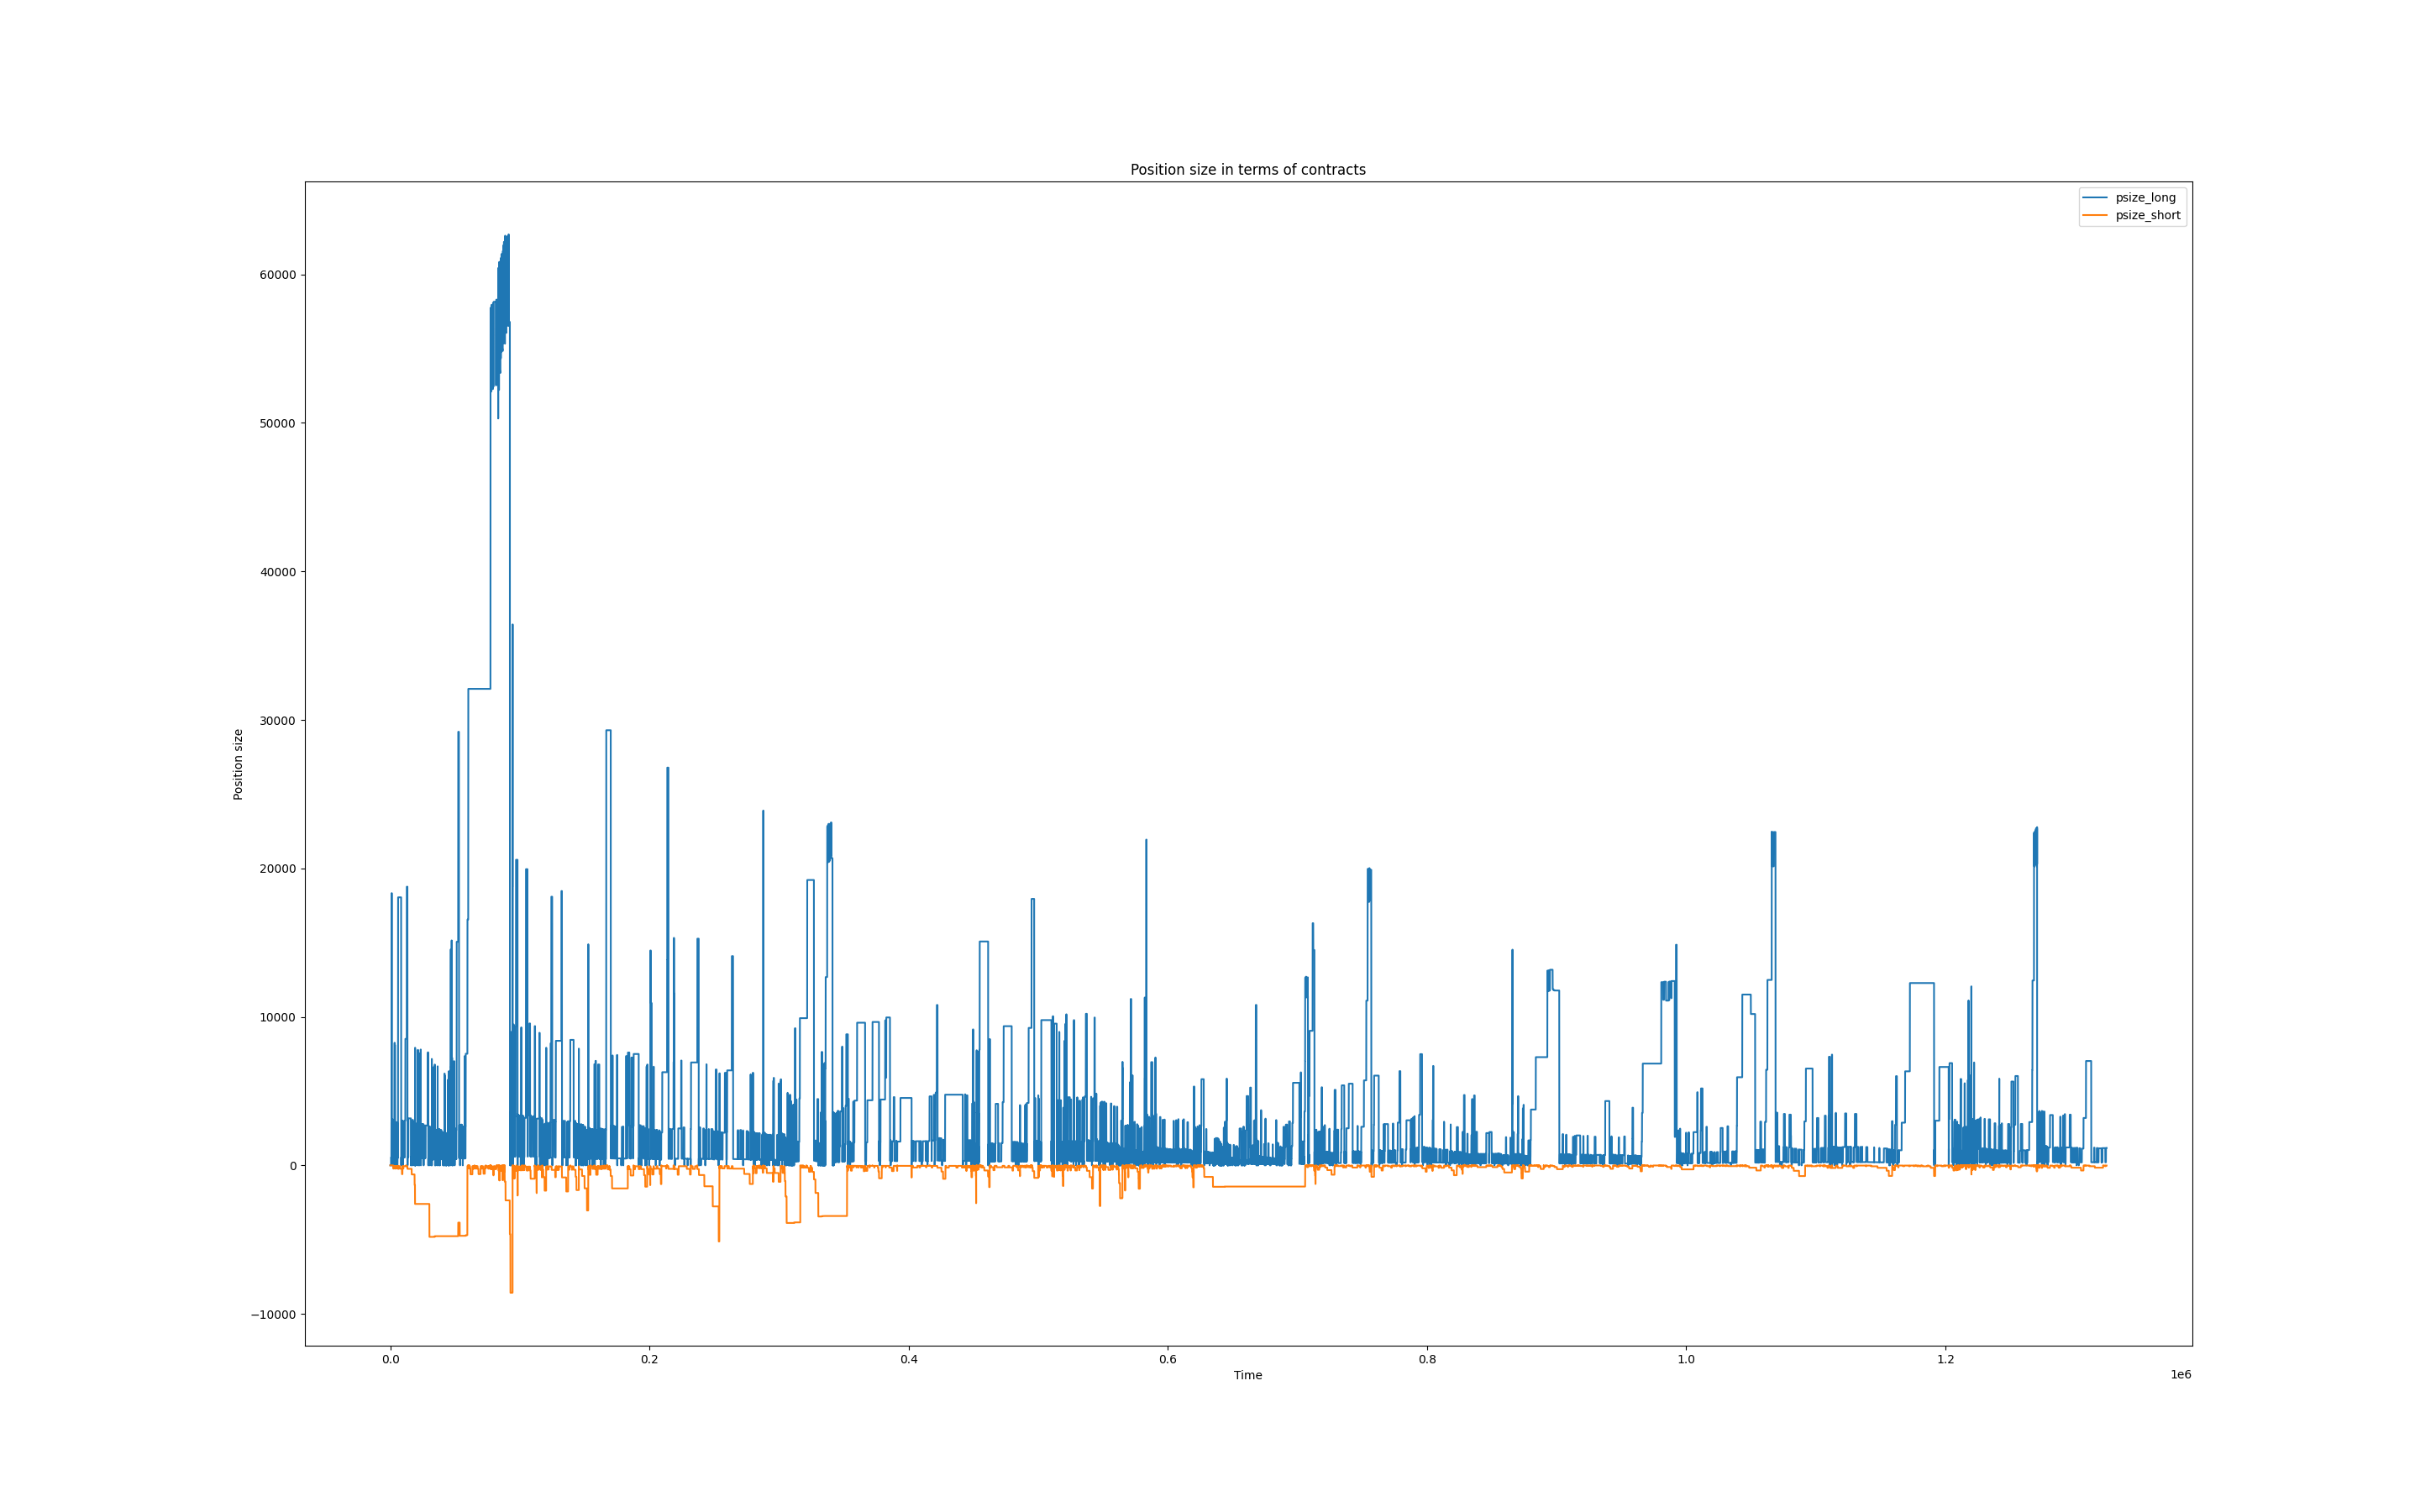 Position size in terms of contracts
psize_long
psize_short
60000
50000
40000
30000
20000
10000
0
−10000
Position size
0.0 0.2 0.4 0.6 0.8 1.0 1.2
1e6
Time